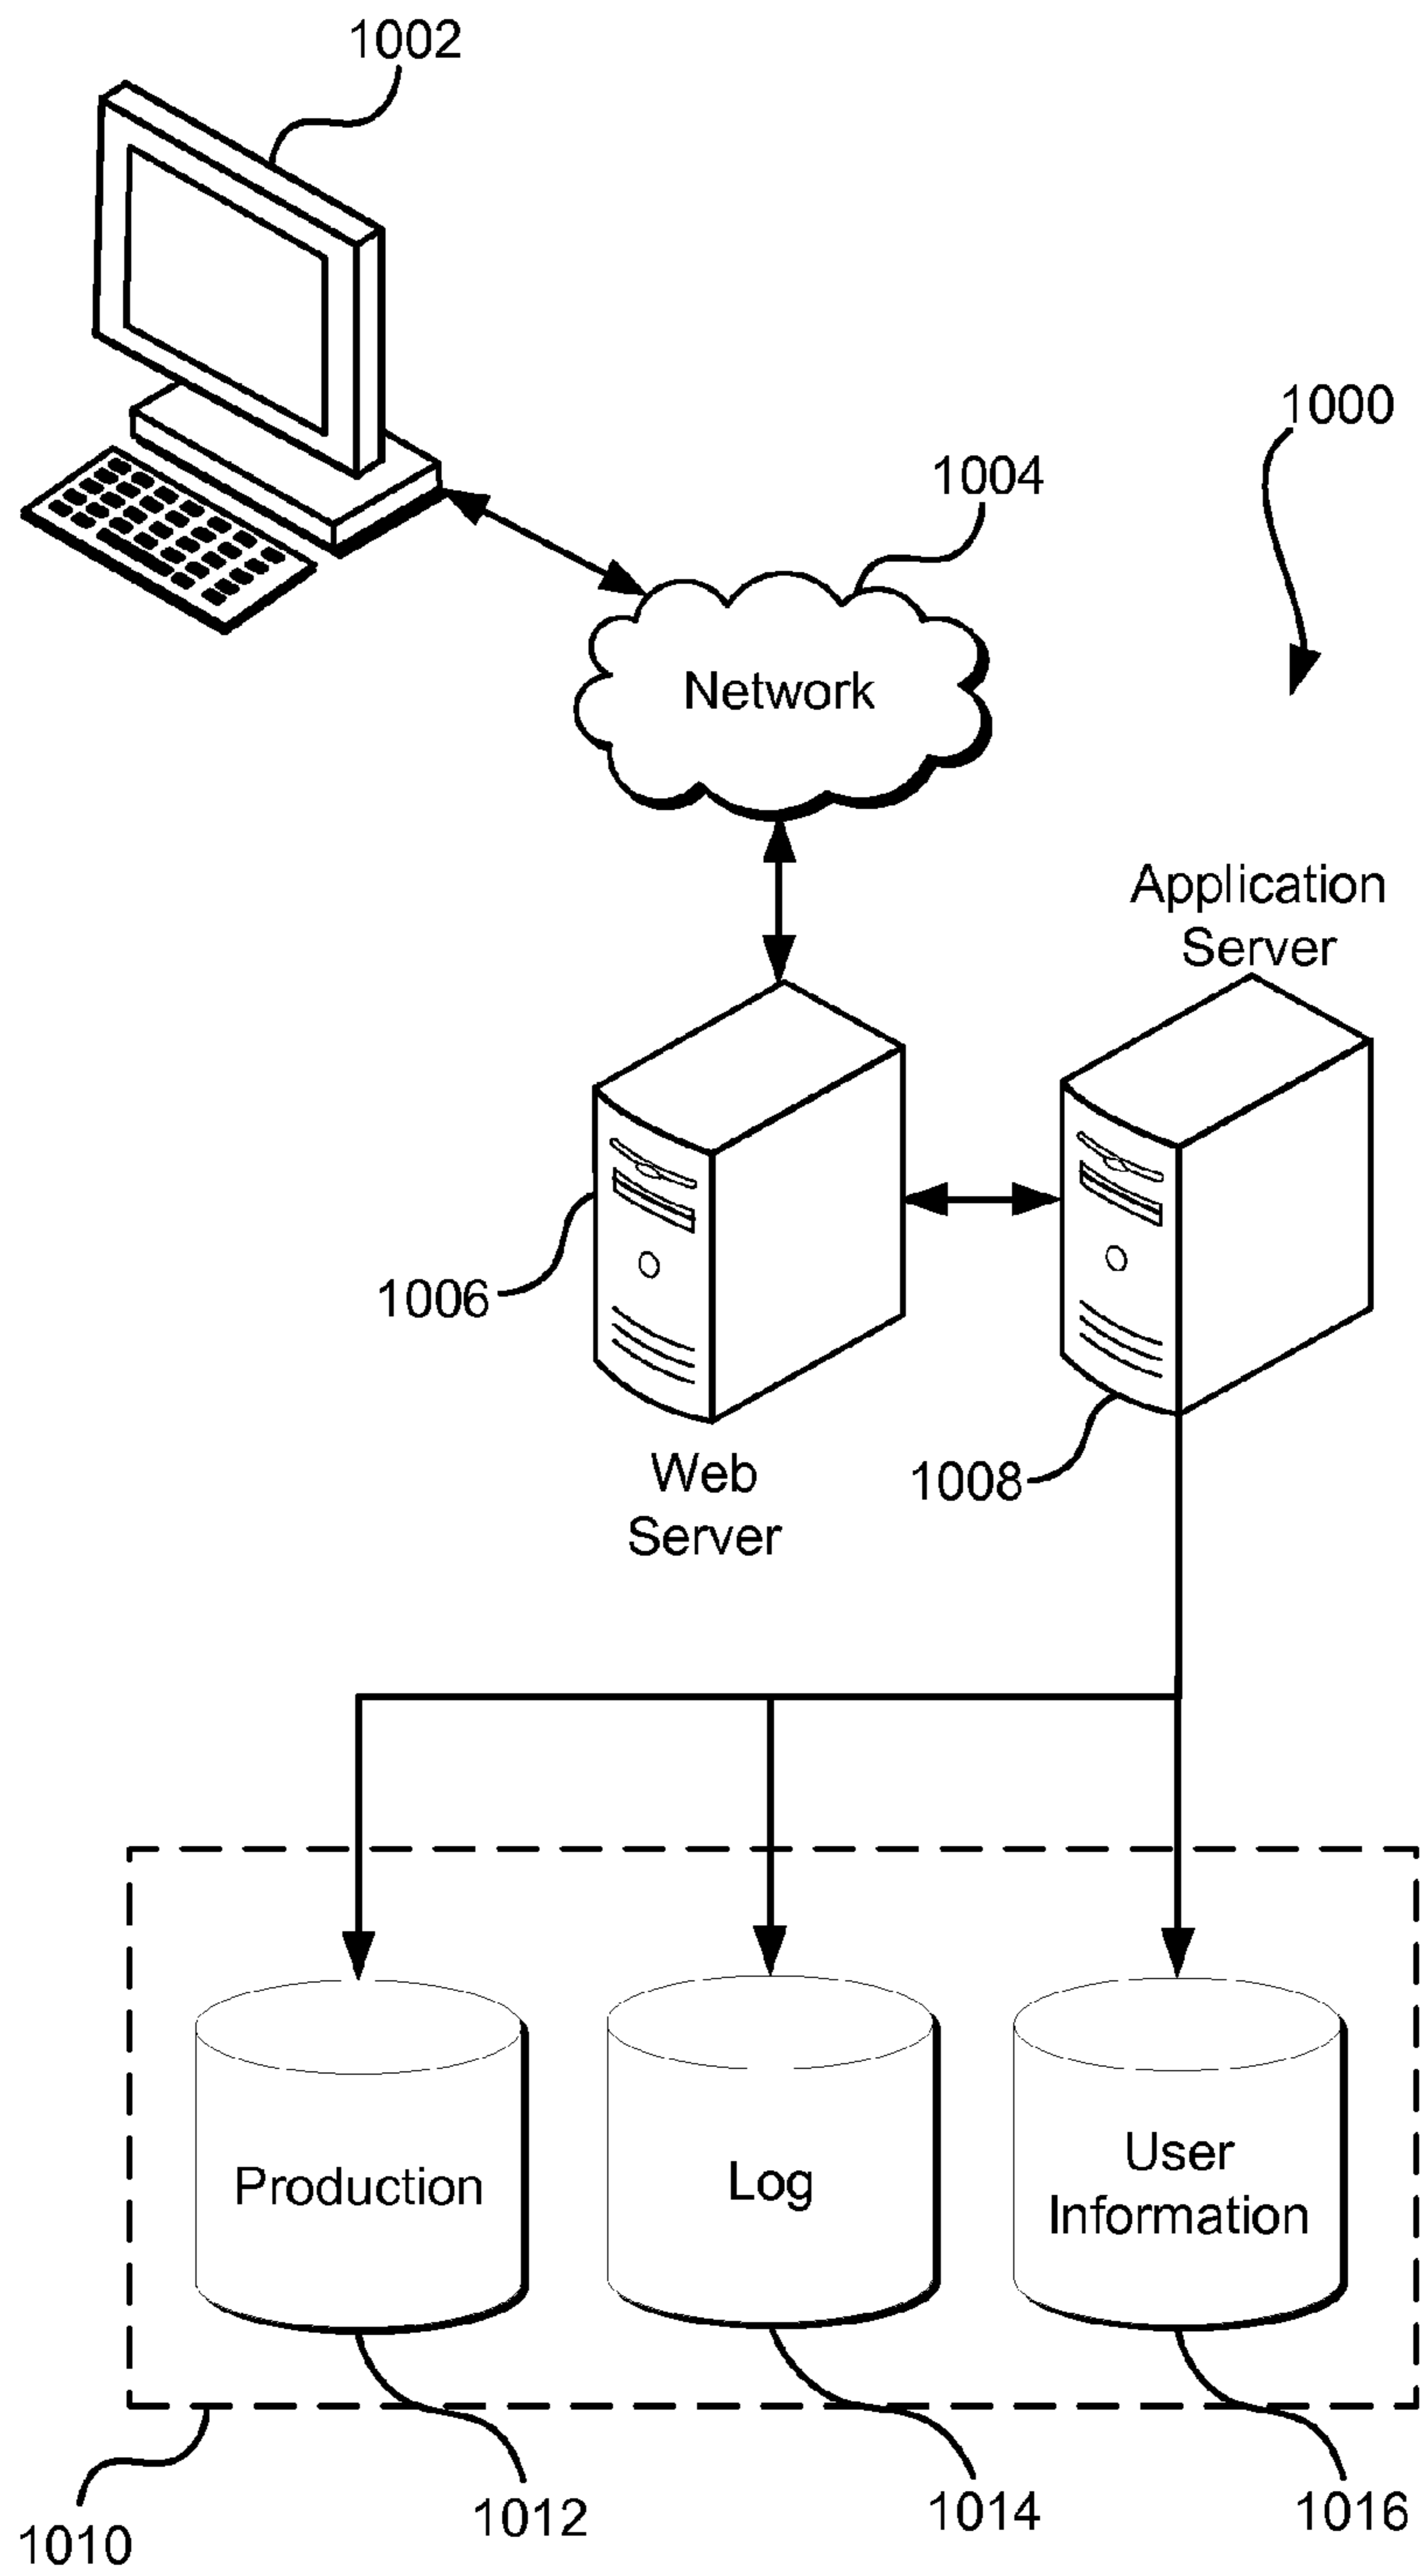 1002
1000
1004
Network
Application
Server
1006
Web
Server
1008
Production
Log
User
Information
1010
1012
1014
1016